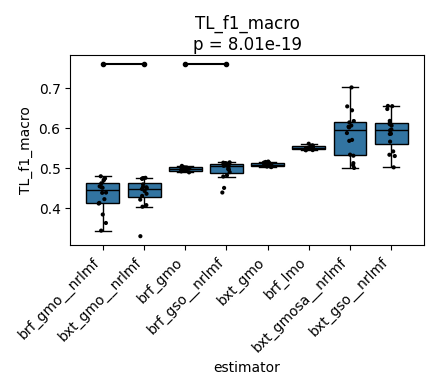 TL_f1_macro
p = 8.01e-19
TL_f1_macro
0.7
0.6
0.5
0.4
brf_gmo__nrlmf
bxt_gmo__nrlmf
brf_gmo
brf_gso__nrlmf
bxt_gmo
brf_lmo
bxt_gmosa__nrlmf
bxt_gso__nrlmf
estimator